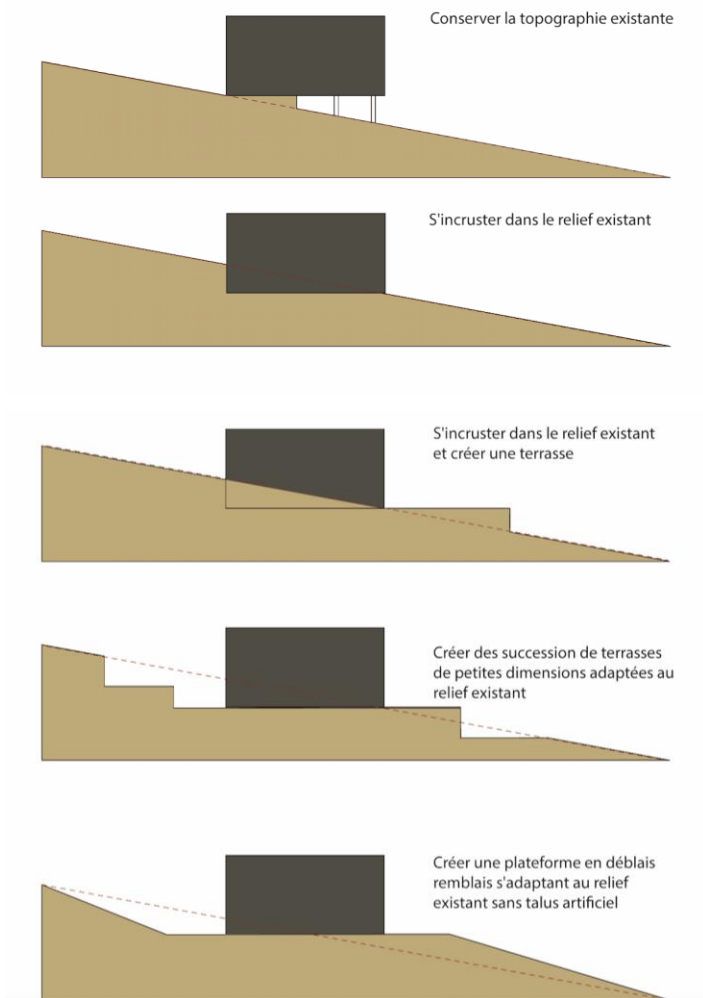 Conserver la topographie existante
S'incruster dans le relief existant
S'incruster dans le relief existant
et créer une terrasse
Créer des succession de terrasses
de petites dimensions adaptées au
relief existant
Créer une plateforme en déblais
remblais s'adaptant au relief
existant sans talus artificiel